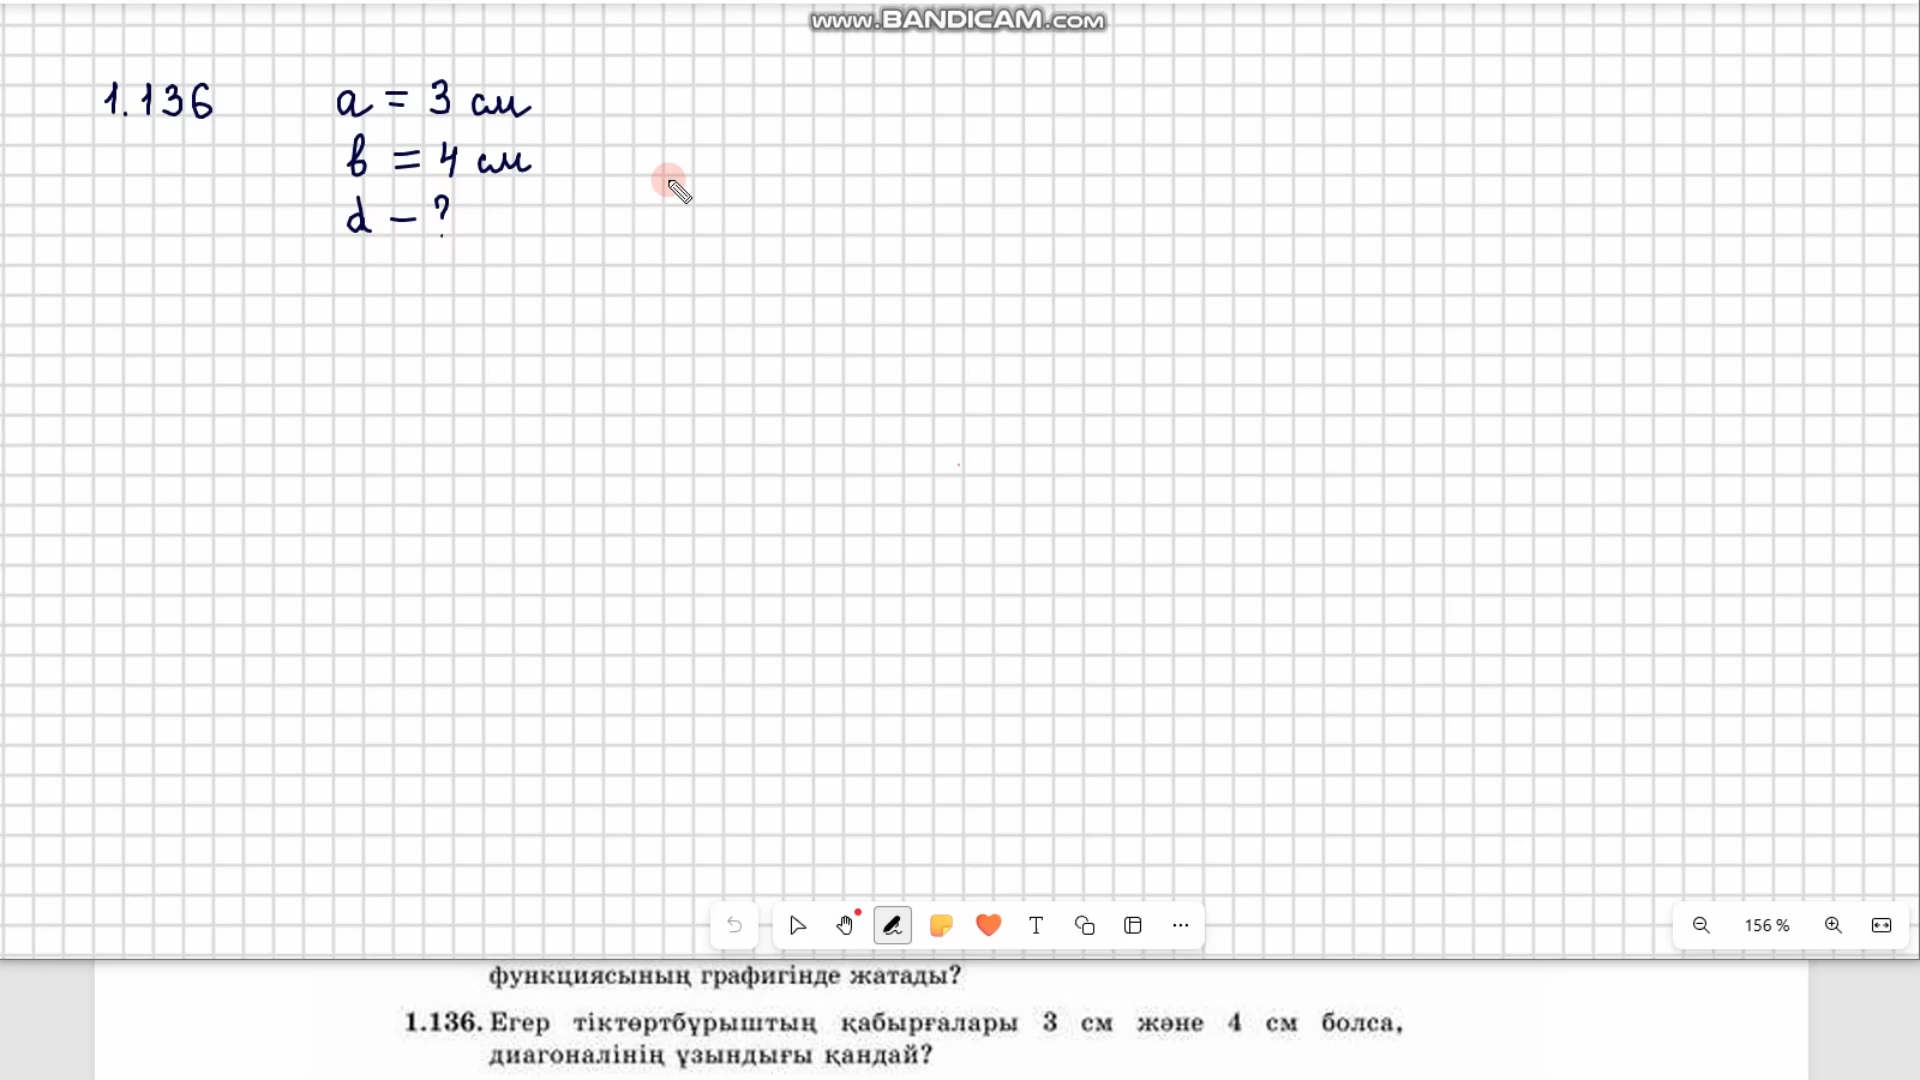 www.BANDICAM.com
1.136 a = 3 см
b = 4 см
d - ?
T
...
156 %
функциясының графигінде жатады?
1.136. Егер тіктөртбұрыштың қабырғалары 3 см және 4 см болса,
диагоналінің ұзындығы қандай?